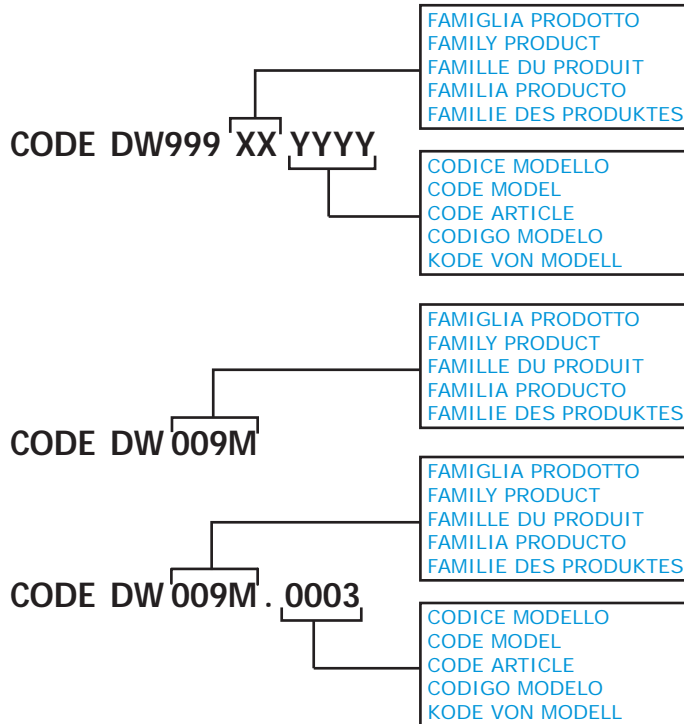 FAMIGLIA PRODOTTO
FAMILY PRODUCT
FAMILLE DU PRODUIT
FAMILIA PRODUCTO
FAMILIE DES PRODUKTES
CODE DW999 XX YYYY
CODICE MODELLO
CODE MODEL
CODE ARTICLE
CODIGO MODELO
KODE VON MODELL
FAMIGLIA PRODOTTO
FAMILY PRODUCT
FAMILLE DU PRODUIT
FAMILIA PRODUCTO
FAMILIE DES PRODUKTES
CODE DW 009M
FAMIGLIA PRODOTTO
FAMILY PRODUCT
FAMILLE DU PRODUIT
FAMILIA PRODUCTO
FAMILIE DES PRODUKTES
CODE DW 009M . 0003
CODICE MODELLO
CODE MODEL
CODE ARTICLE
CODIGO MODELO
KODE VON MODELL